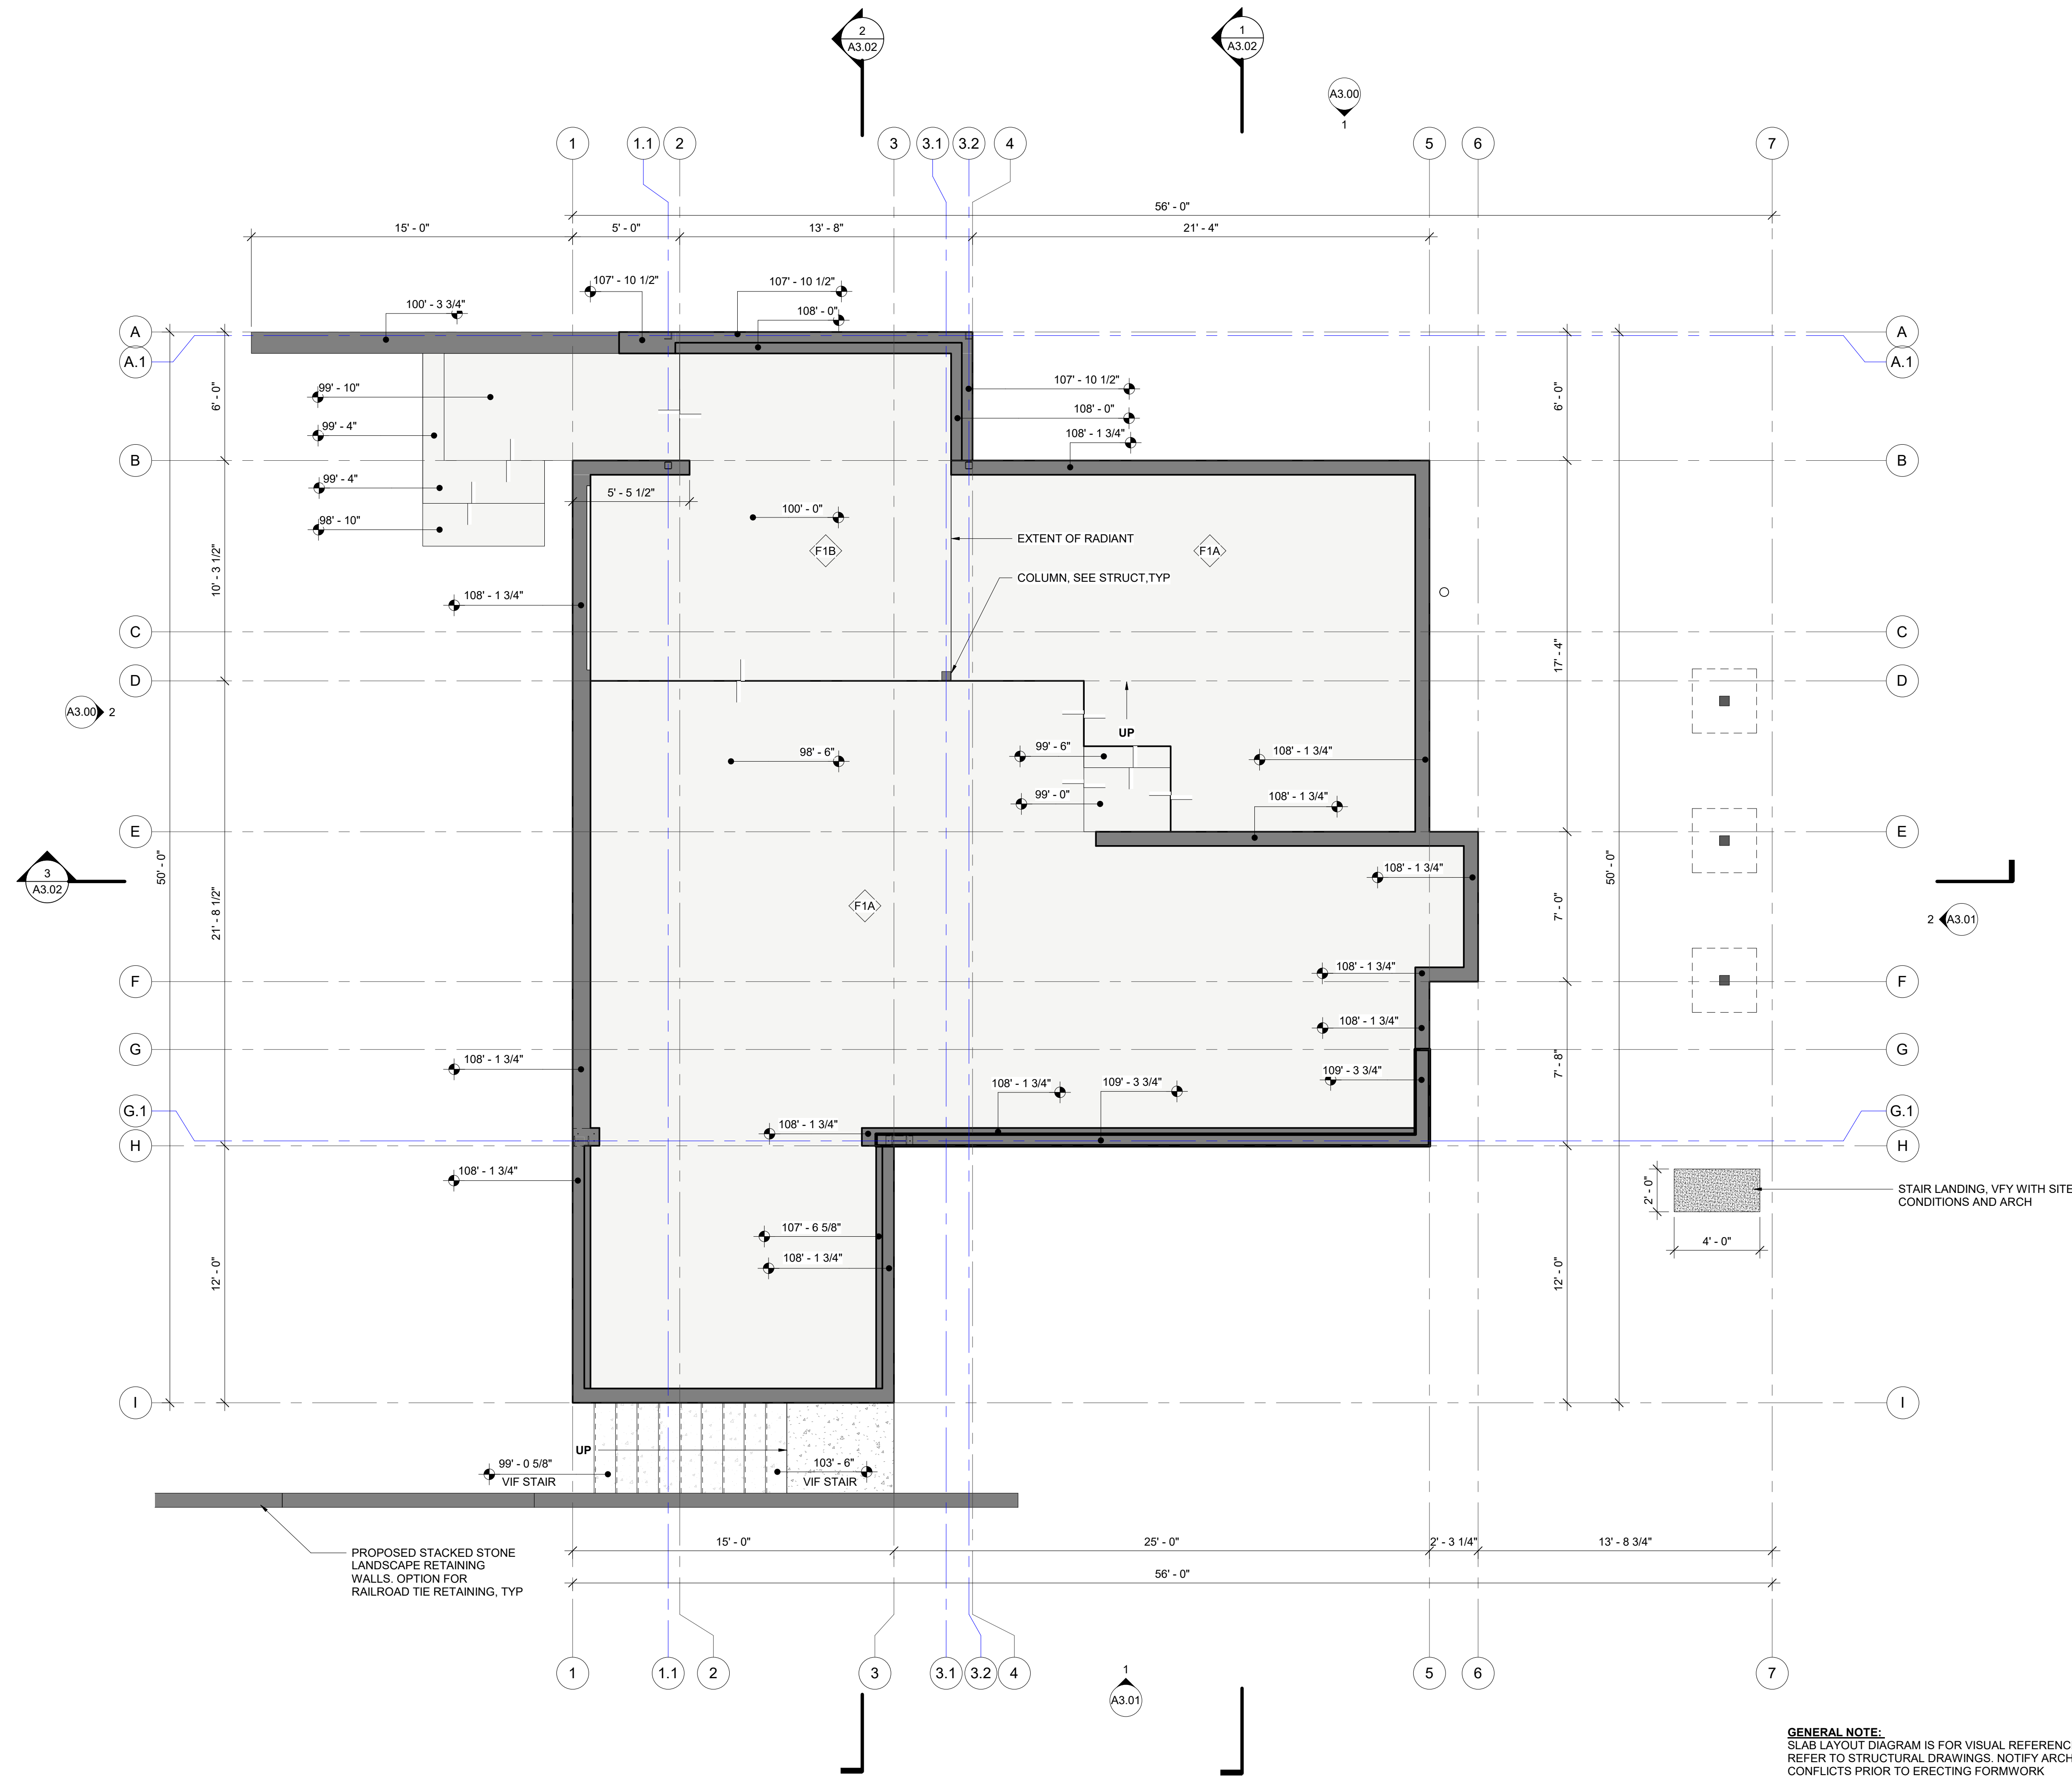 2
A3.02
1
A3.02
A3.00
1
1
1.1
2
3
3.1
3.2
4
5
6
7
56' - 0"
15' - 0"
5' - 0"
13' - 8"
21' - 4"
107' - 10 1/2"
107' - 10 1/2"
100' - 3 3/4"
108' - 0"
A
A
A.1
A.1
107' - 10 1/2"
99' - 10"
6' - 0"
6' - 0"
108' - 0"
99' - 4"
108' - 1 3/4"
B
B
99' - 4"
5' - 5 1/2"
98' - 10"
100' - 0"
EXTENT OF RADIANT
F1B
F1A
10' - 3 1/2"
COLUMN, SEE STRUCT,TYP
108' - 1 3/4"
C
C
17' - 4"
D
D
A3.00
2
UP
98' - 6"
99' - 6"
108' - 1 3/4"
99' - 0"
108' - 1 3/4"
E
E
50' - 0"
50' - 0"
3
A3.02
108' - 1 3/4"
F1A
21' - 8 1/2"
7' - 0"
2
A3.01
108' - 1 3/4"
F
F
108' - 1 3/4"
G
G
108' - 1 3/4"
7' - 8"
109' - 3 3/4"
108' - 1 3/4"
109' - 3 3/4"
G.1
G.1
108' - 1 3/4"
H
H
108' - 1 3/4"
2' - 0"
STAIR LANDING, VFY WITH SITE
CONDITIONS AND ARCH
107' - 6 5/8"
4' - 0"
108' - 1 3/4"
12' - 0"
12' - 0"
I
I
UP
99' - 0 5/8"
VIF STAIR
103' - 6"
VIF STAIR
15' - 0"
25' - 0"
2' - 3 1/4"
13' - 8 3/4"
PROPOSED STACKED STONE
LANDSCAPE RETAINING
WALLS. OPTION FOR
RAILROAD TIE RETAINING, TYP
56' - 0"
1
1.1
2
3
3.1
3.2
4
5
6
7
1
A3.01
GENERAL NOTE:
SLAB LAYOUT DIAGRAM IS FOR VISUAL REFERENC
REFER TO STRUCTURAL DRAWINGS. NOTIFY ARCH
CONFLICTS PRIOR TO ERECTING FORMWORK